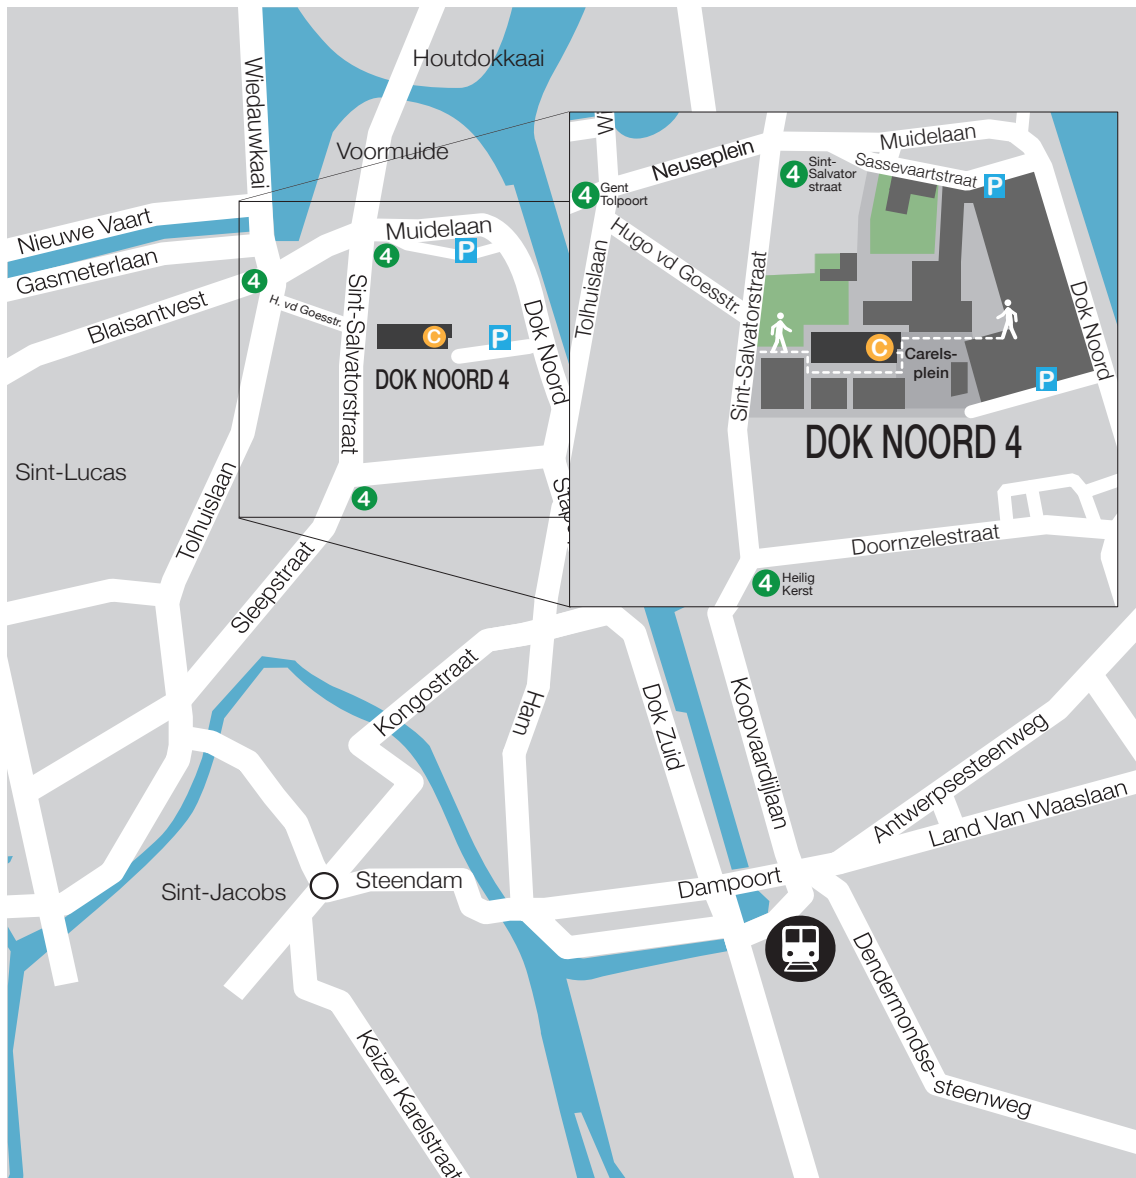 Houtdokkaai
Wiedauwkaai
Voormuide
Nieuwe Vaart
Gasmeterlaan
Blaisantvest
4
4
Muidelaan
P
H. vd Goesstr.
Sint-Salvatorstraat
C
P
DOK NOORD 4
Dok Noord
Sint-Lucas
Tolhuislaan
4
Sleepstraat
Neuseplein
Muidelaan
Sassevaartstraat
4
Sint-
Salvator
straat
P
4
Gent
Tolpoort
Hugo vd Goesstr.
Tolhuislaan
Sint-Salvatorstraat
C
Carels-
plein
Dok Noord
P
DOK NOORD 4
Doornzelestraat
4
Heilig
Kerst
Kongostraat
Ham
Dok Zuid
Koopvaardijlaan
Antwerpsesteenweg
Land Van Waaslaan
Sint-Jacobs
Steendam
Dampoort
Dendermondse-
steenweg
Keizer Karelstraat